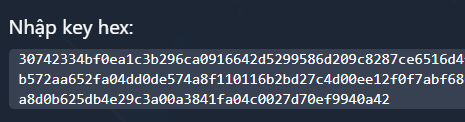 Nhập key hex:
30742334bf0ea1c3b296ca0916642d5299586d209c8287ce6516d4
b572aa652fa04dd0de574a8f110116b2bd27c4d00ee12f0f7abf68
a8d0b625db4e29c3a00a3841fa04c0027d70ef9940a42